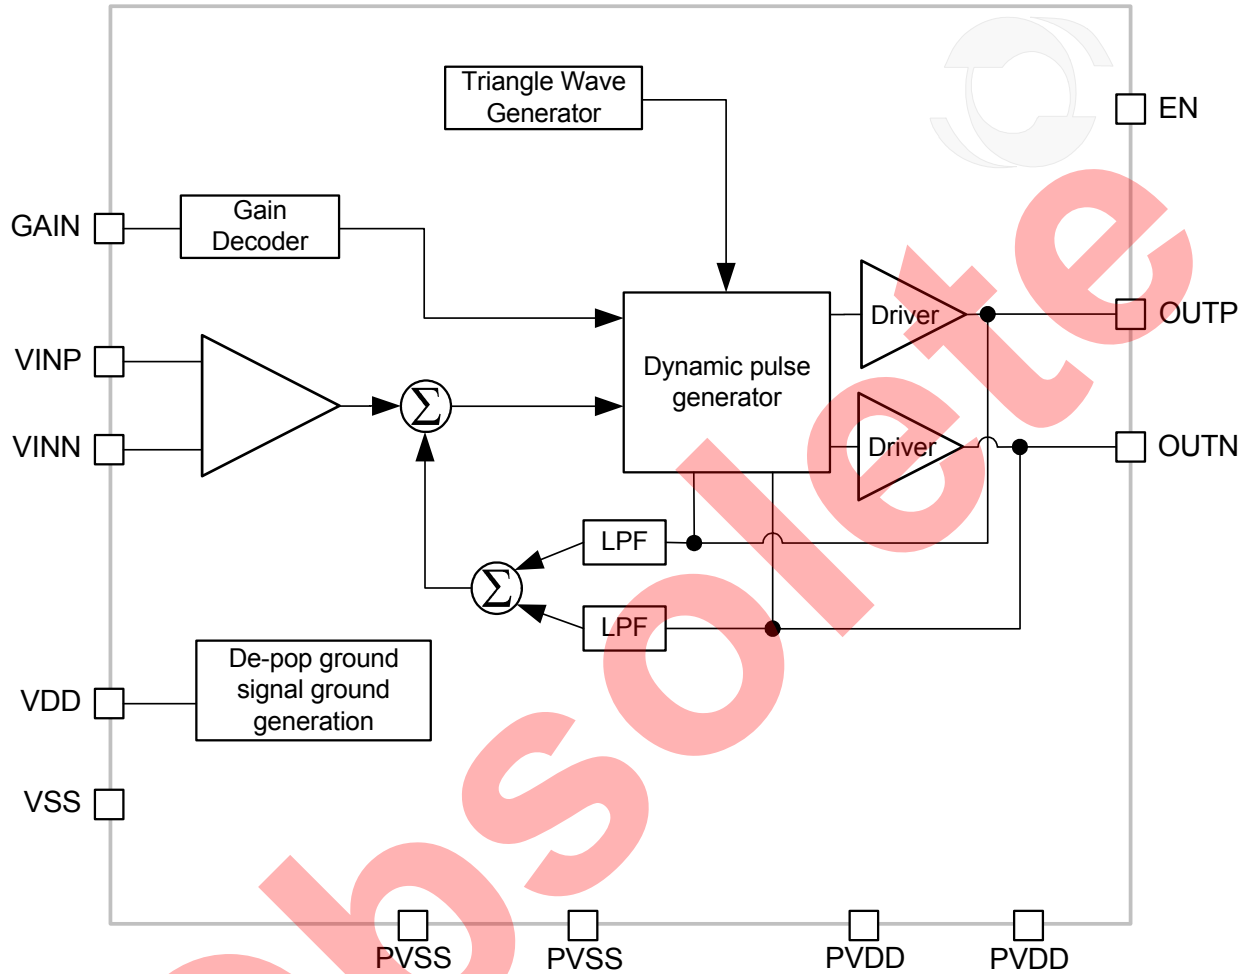 Triangle Wave
Generator
EN
GAIN
Gain
Decoder
VINP
VINN
Σ
Dynamic pulse
generator
Driver
OUTP
Driver
OUTN
LPF
Σ
LPF
VDD
De-pop ground
signal ground
generation
VSS
PVSS
PVSS
PVDD
PVDD
obsolete